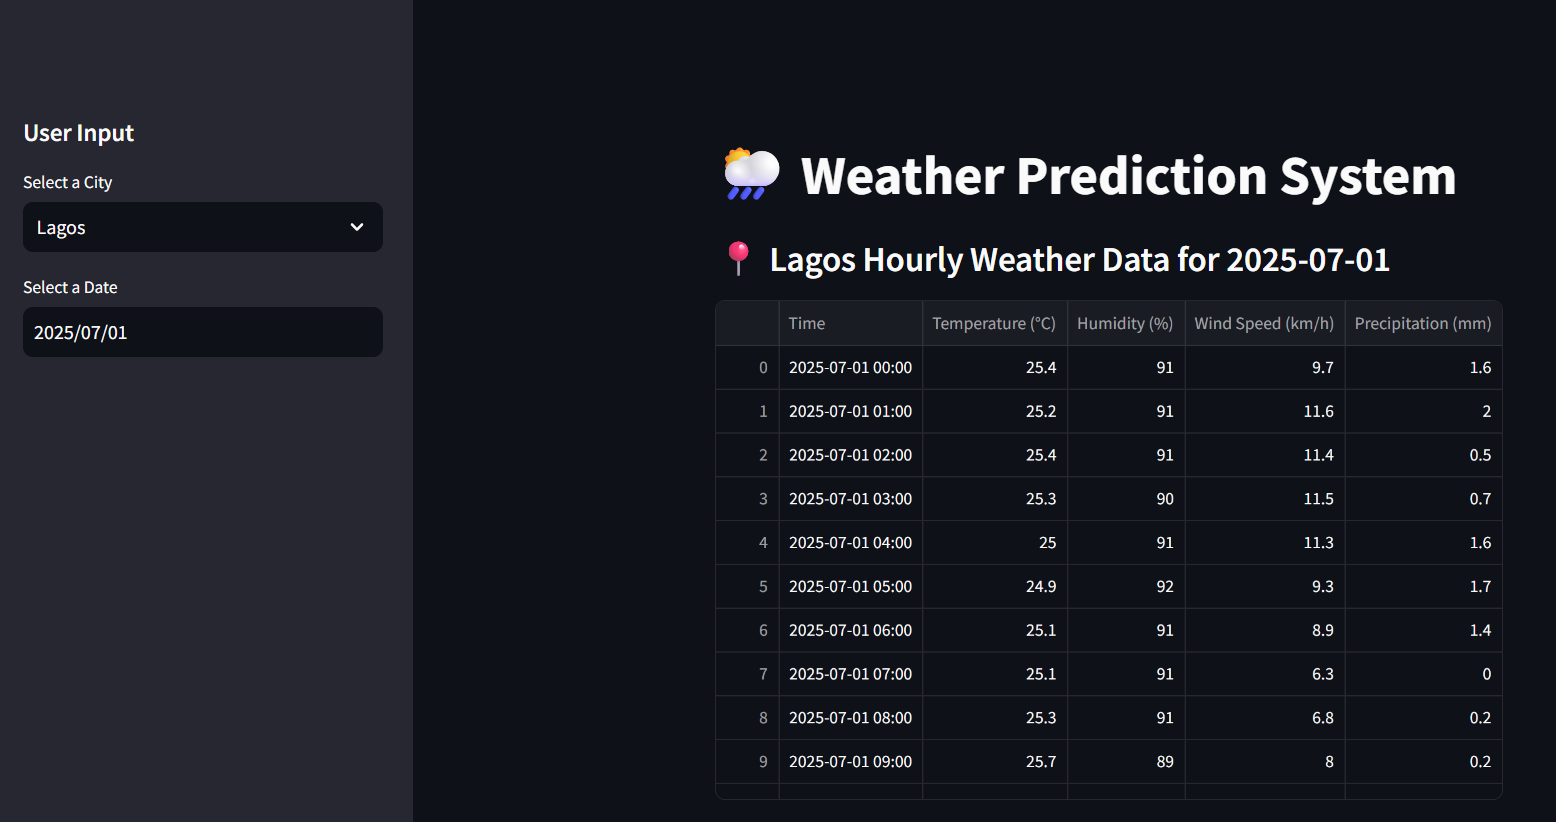 User Input
Select a City
Lagos
Select a Date
2025/07/01
Weather Prediction System
Lagos Hourly Weather Data for 2025-07-01
Time Temperature (°C) Humidity (%) Wind Speed (km/h) Precipitation (mm)
0 2025-07-01 00:00 25.4 91 9.7 1.6
1 2025-07-01 01:00 25.2 91 11.6 2
2 2025-07-01 02:00 25.4 91 11.4 0.5
3 2025-07-01 03:00 25.3 90 11.5 0.7
4 2025-07-01 04:00 25 91 11.3 1.6
5 2025-07-01 05:00 24.9 92 9.3 1.7
6 2025-07-01 06:00 25.1 91 8.9 1.4
7 2025-07-01 07:00 25.1 91 6.3 0
8 2025-07-01 08:00 25.3 91 6.8 0.2
9 2025-07-01 09:00 25.7 89 8 0.2